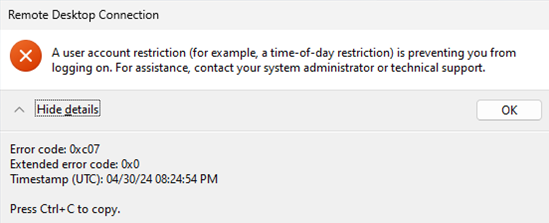 Remote Desktop Connection
A user account restriction (for example, a time-of-day restriction) is preventing you from
logging on. For assistance, contact your system administrator or technical support.
Hide details
OK
Error code: 0xc07
Extended error code: 0x0
Timestamp (UTC): 04/30/24 08:24:54 PM
Press Ctrl+C to copy.